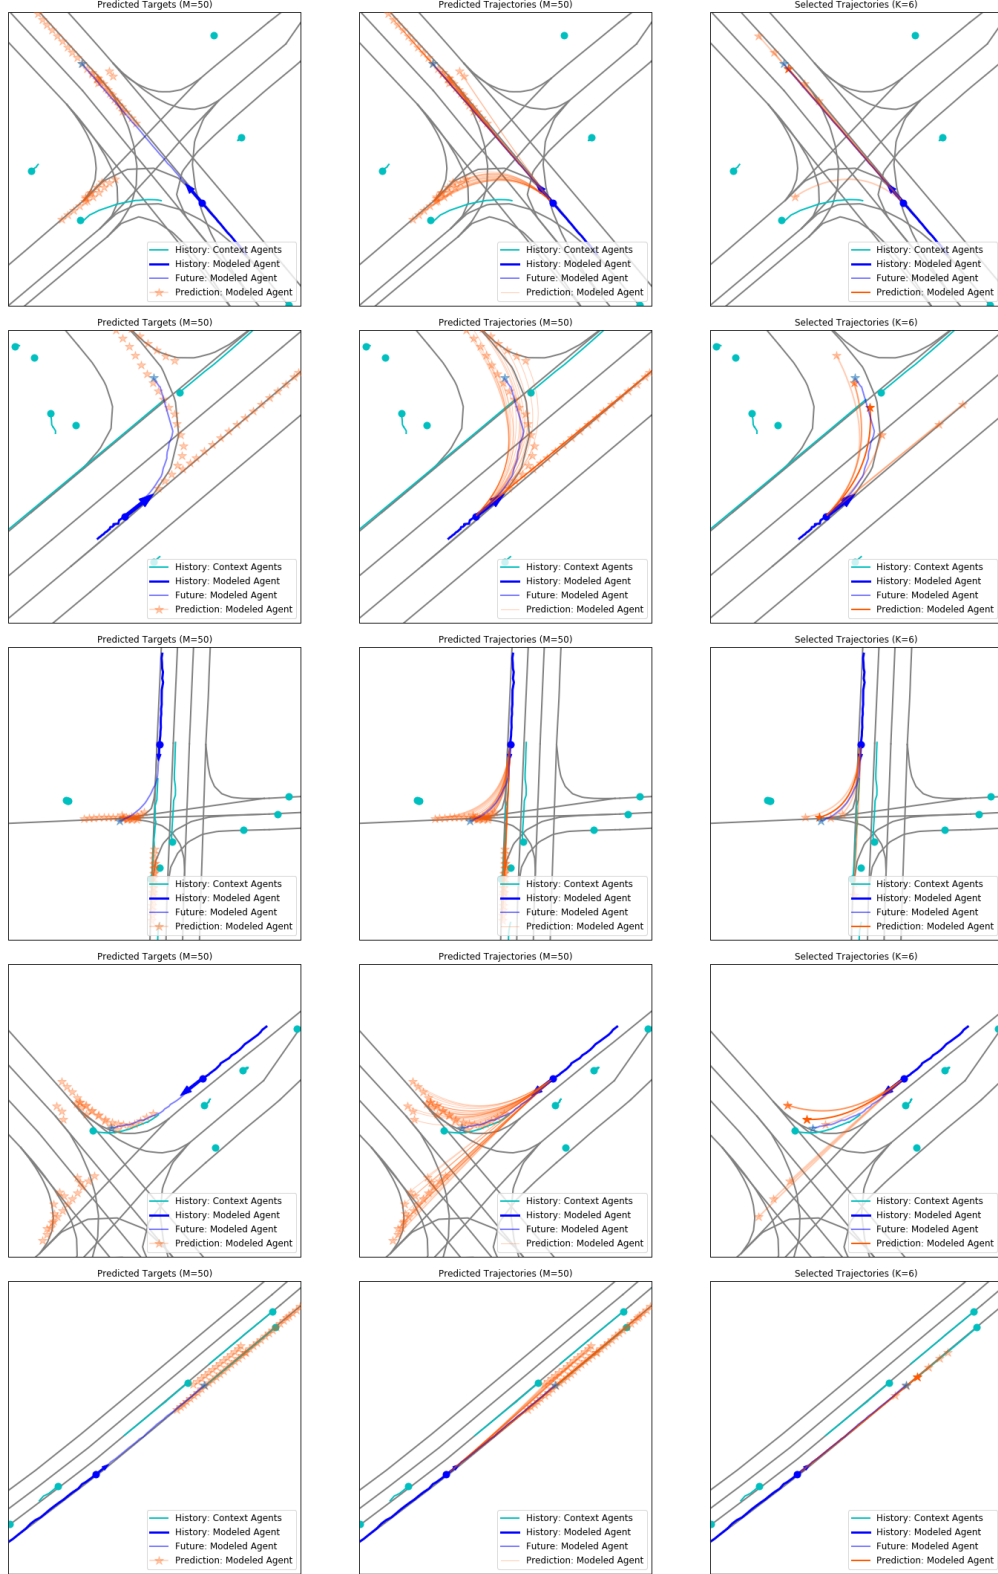 Predicted Targets (M=50)
Predicted Trajectories (M=50)
Selected Trajectories (K=6)
History: Context Agents
History: Modeled Agent
Future: Modeled Agent
Prediction: Modeled Agent
History: Context Agents
History: Modeled Agent
Future: Modeled Agent
Prediction: Modeled Agent
History: Context Agents
History: Modeled Agent
Future: Modeled Agent
Prediction: Modeled Agent
Predicted Targets (M=50)
Predicted Trajectories (M=50)
Selected Trajectories (K=6)
History: Context Agents
History: Modeled Agent
Future: Modeled Agent
Prediction: Modeled Agent
History: Context Agents
History: Modeled Agent
Future: Modeled Agent
Prediction: Modeled Agent
History: Context Agents
History: Modeled Agent
Future: Modeled Agent
Prediction: Modeled Agent
Predicted Targets (M=50)
Predicted Trajectories (M=50)
Selected Trajectories (K=6)
History: Context Agents
History: Modeled Agent
Future: Modeled Agent
Prediction: Modeled Agent
History: Context Agents
History: Modeled Agent
Future: Modeled Agent
Prediction: Modeled Agent
History: Context Agents
History: Modeled Agent
Future: Modeled Agent
Prediction: Modeled Agent
Predicted Targets (M=50)
Predicted Trajectories (M=50)
Selected Trajectories (K=6)
History: Context Agents
History: Modeled Agent
Future: Modeled Agent
Prediction: Modeled Agent
History: Context Agents
History: Modeled Agent
Future: Modeled Agent
Prediction: Modeled Agent
History: Context Agents
History: Modeled Agent
Future: Modeled Agent
Prediction: Modeled Agent
Predicted Targets (M=50)
Predicted Trajectories (M=50)
Selected Trajectories (K=6)
History: Context Agents
History: Modeled Agent
Future: Modeled Agent
Prediction: Modeled Agent
History: Context Agents
History: Modeled Agent
Future: Modeled Agent
Prediction: Modeled Agent
History: Context Agents
History: Modeled Agent
Future: Modeled Agent
Prediction: Modeled Agent